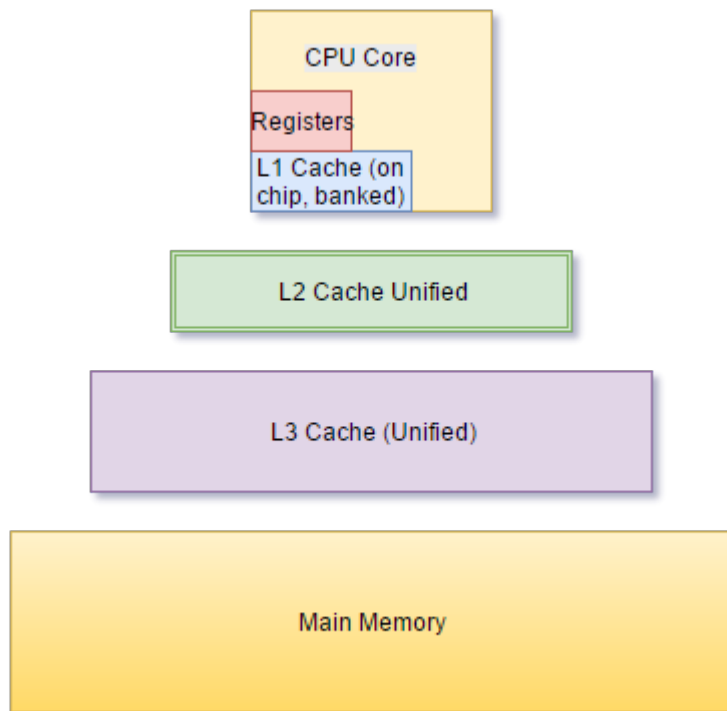 CPU Core
Registers
L1 Cache (on
chip, banked)
L2 Cache Unified
L3 Cache (Unified)
Main Memory